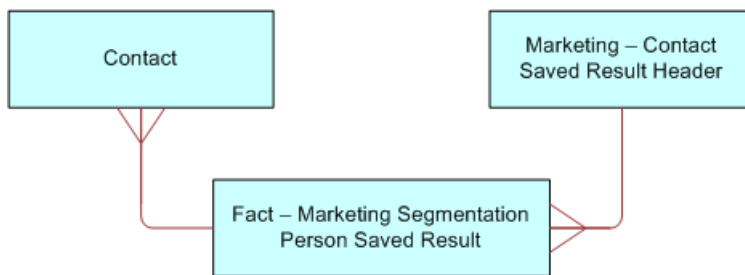 Contact
Marketing – Contact
Saved Result Header
Fact – Marketing Segmentation
Person Saved Result